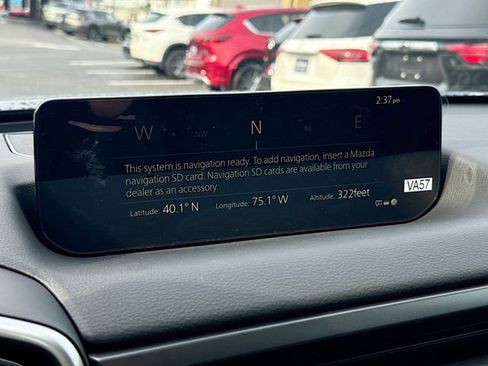 2:37 pm
W NW N NE E
This system is navigation ready. To add navigation, insert a Mazda
navigation SD card. Navigation SD cards are available from your
dealer as an accessory.
VA57
Latitude: 40.1° N Longitude: 75.1° W Altitude: 322feet